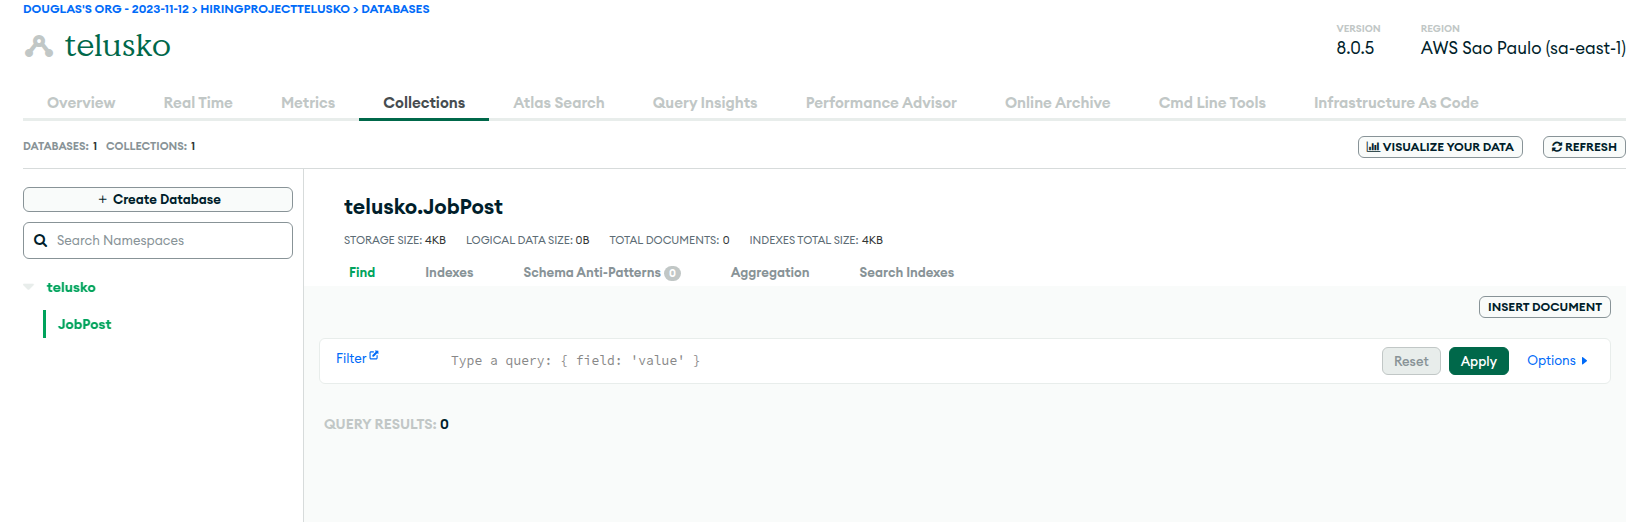 DOUGLAS'S ORG - 2023-11-12 > HIRINGPROJECTTELUSKO > DATABASES
telusko
VERSION
8.0.5
REGION
AWS Sao Paulo (sa-east-1)
Overview Real Time Metrics Collections Atlas Search Query Insights Performance Advisor Online Archive Cmd Line Tools Infrastructure As Code
DATABASES: 1 COLLECTIONS: 1
VISUALIZE YOUR DATA
REFRESH
+ Create Database
Search Namespaces
telusko
JobPost
telusko.JobPost
STORAGE SIZE: 4KB LOGICAL DATA SIZE: 0B TOTAL DOCUMENTS: 0 INDEXES TOTAL SIZE: 4KB
Find Indexes Schema Anti-Patterns 0 Aggregation Search Indexes
INSERT DOCUMENT
Filter Type a query: { field: 'value' } Reset Apply Options
QUERY RESULTS: 0